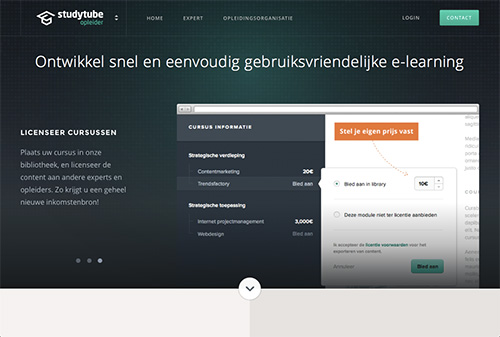 studytube
opleider
HOME EXPERT OPLEIDINGSORGANISATIE LOGIN CONTACT
Ontwikkel snel en eenvoudig gebruiksvriendelijke e-learning
LICENSEER CURSUSSEN
Plaats uw cursus in onze
bibliotheek, en licenseer de
content aan andere experts en
opleiders. Zo krijgt u een geheel
nieuwe inkomstenbron!
CURSUS INFORMATIE
Strategische verdieping
Contentmarketing 20€
Trendsfactory Bied aan
Strategische toepassing
Internet projectmanagement 3,000€
Webdesign Bied aan
Stel je eigen prijs vast
Bied aan in library 10€
Deze module niet ter licentie aanbieden
Ik accepteer de licentie voorwaarden voor het
exporteren van content.
Annuleer Bied aan